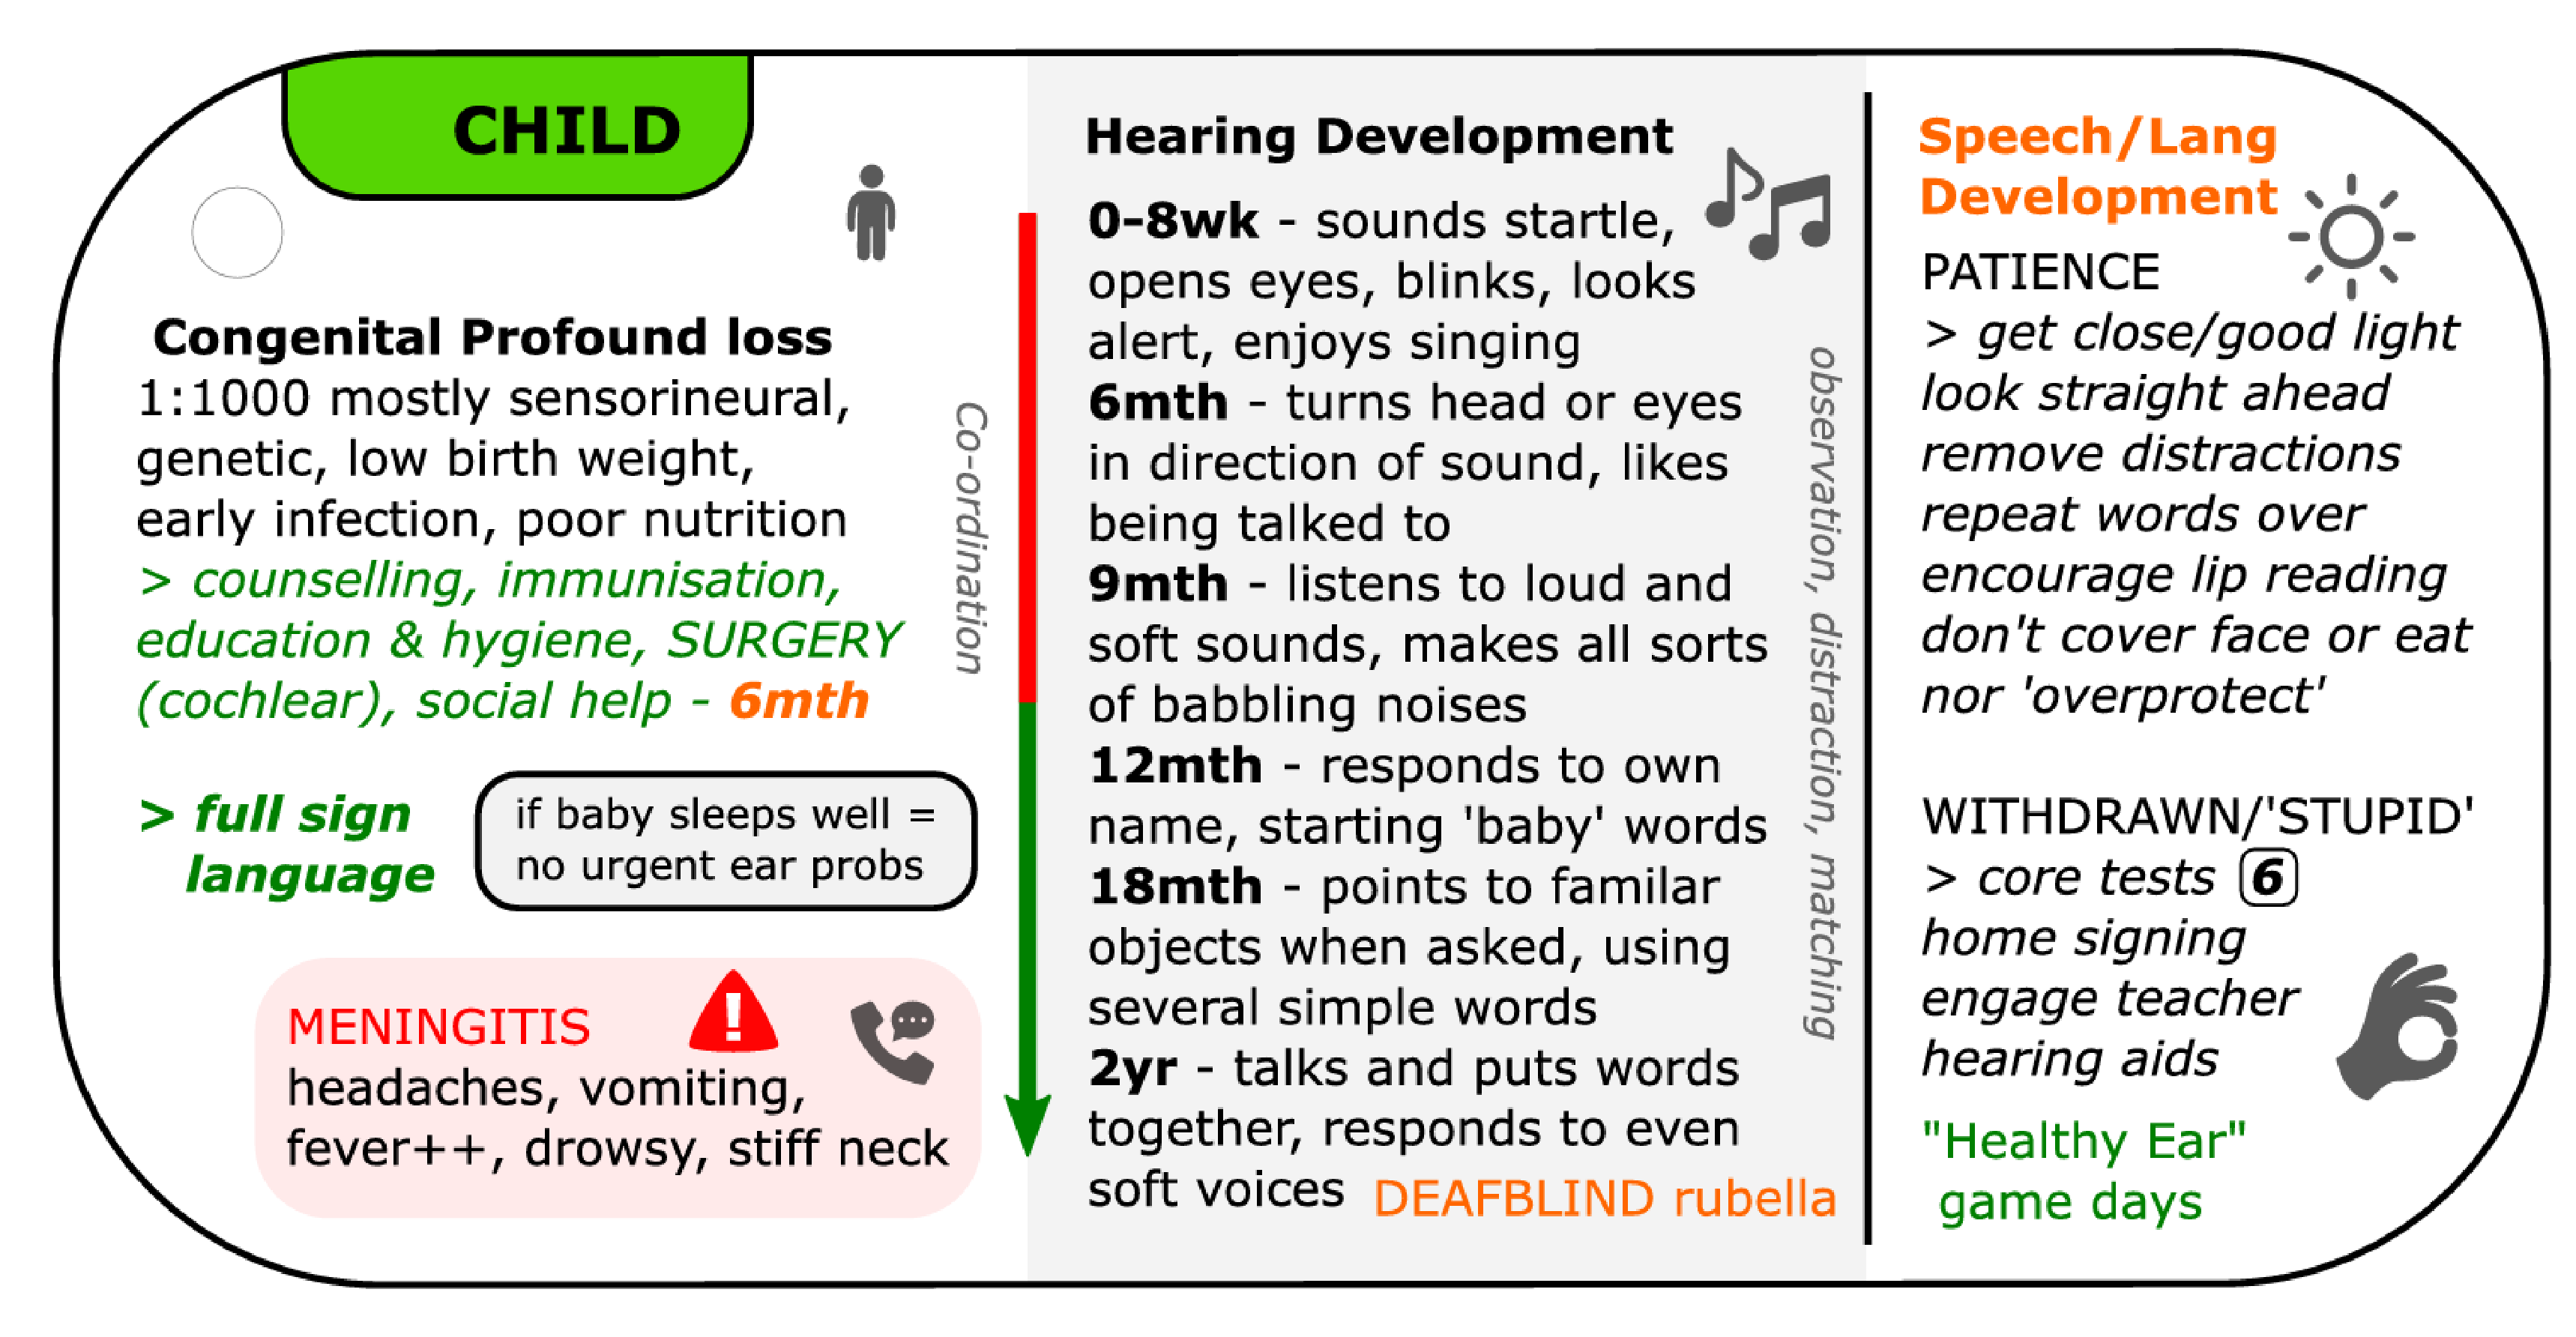 CHILD
Congenital Profound loss
1:1000 mostly sensorineural,
genetic, low birth weight,
early infection, poor nutrition
> counselling, immunisation,
education & hygiene, SURGERY
(cochlear), social help - 6mth
> full sign
language
if baby sleeps well =
no urgent ear probs
MENINGITIS
headaches, vomiting,
fever++, drowsy, stiff neck
Co-ordination
Hearing Development
0-8wk - sounds startle,
opens eyes, blinks, looks
alert, enjoys singing
6mth - turns head or eyes
in direction of sound, likes
being talked to
9mth - listens to loud and
soft sounds, makes all sorts
of babbling noises
12mth - responds to own
name, starting 'baby' words
18mth - points to familar
objects when asked, using
several simple words
2yr - talks and puts words
together, responds to even
soft voices DEAFBLIND rubella
observation, distraction, matching
Speech/Lang
Development
PATIENCE
> get close/good light
look straight ahead
remove distractions
repeat words over
encourage lip reading
don't cover face or eat
nor 'overprotect'
WITHDRAWN/'STUPID'
> core tests 6
home signing
engage teacher
hearing aids
"Healthy Ear"
game days